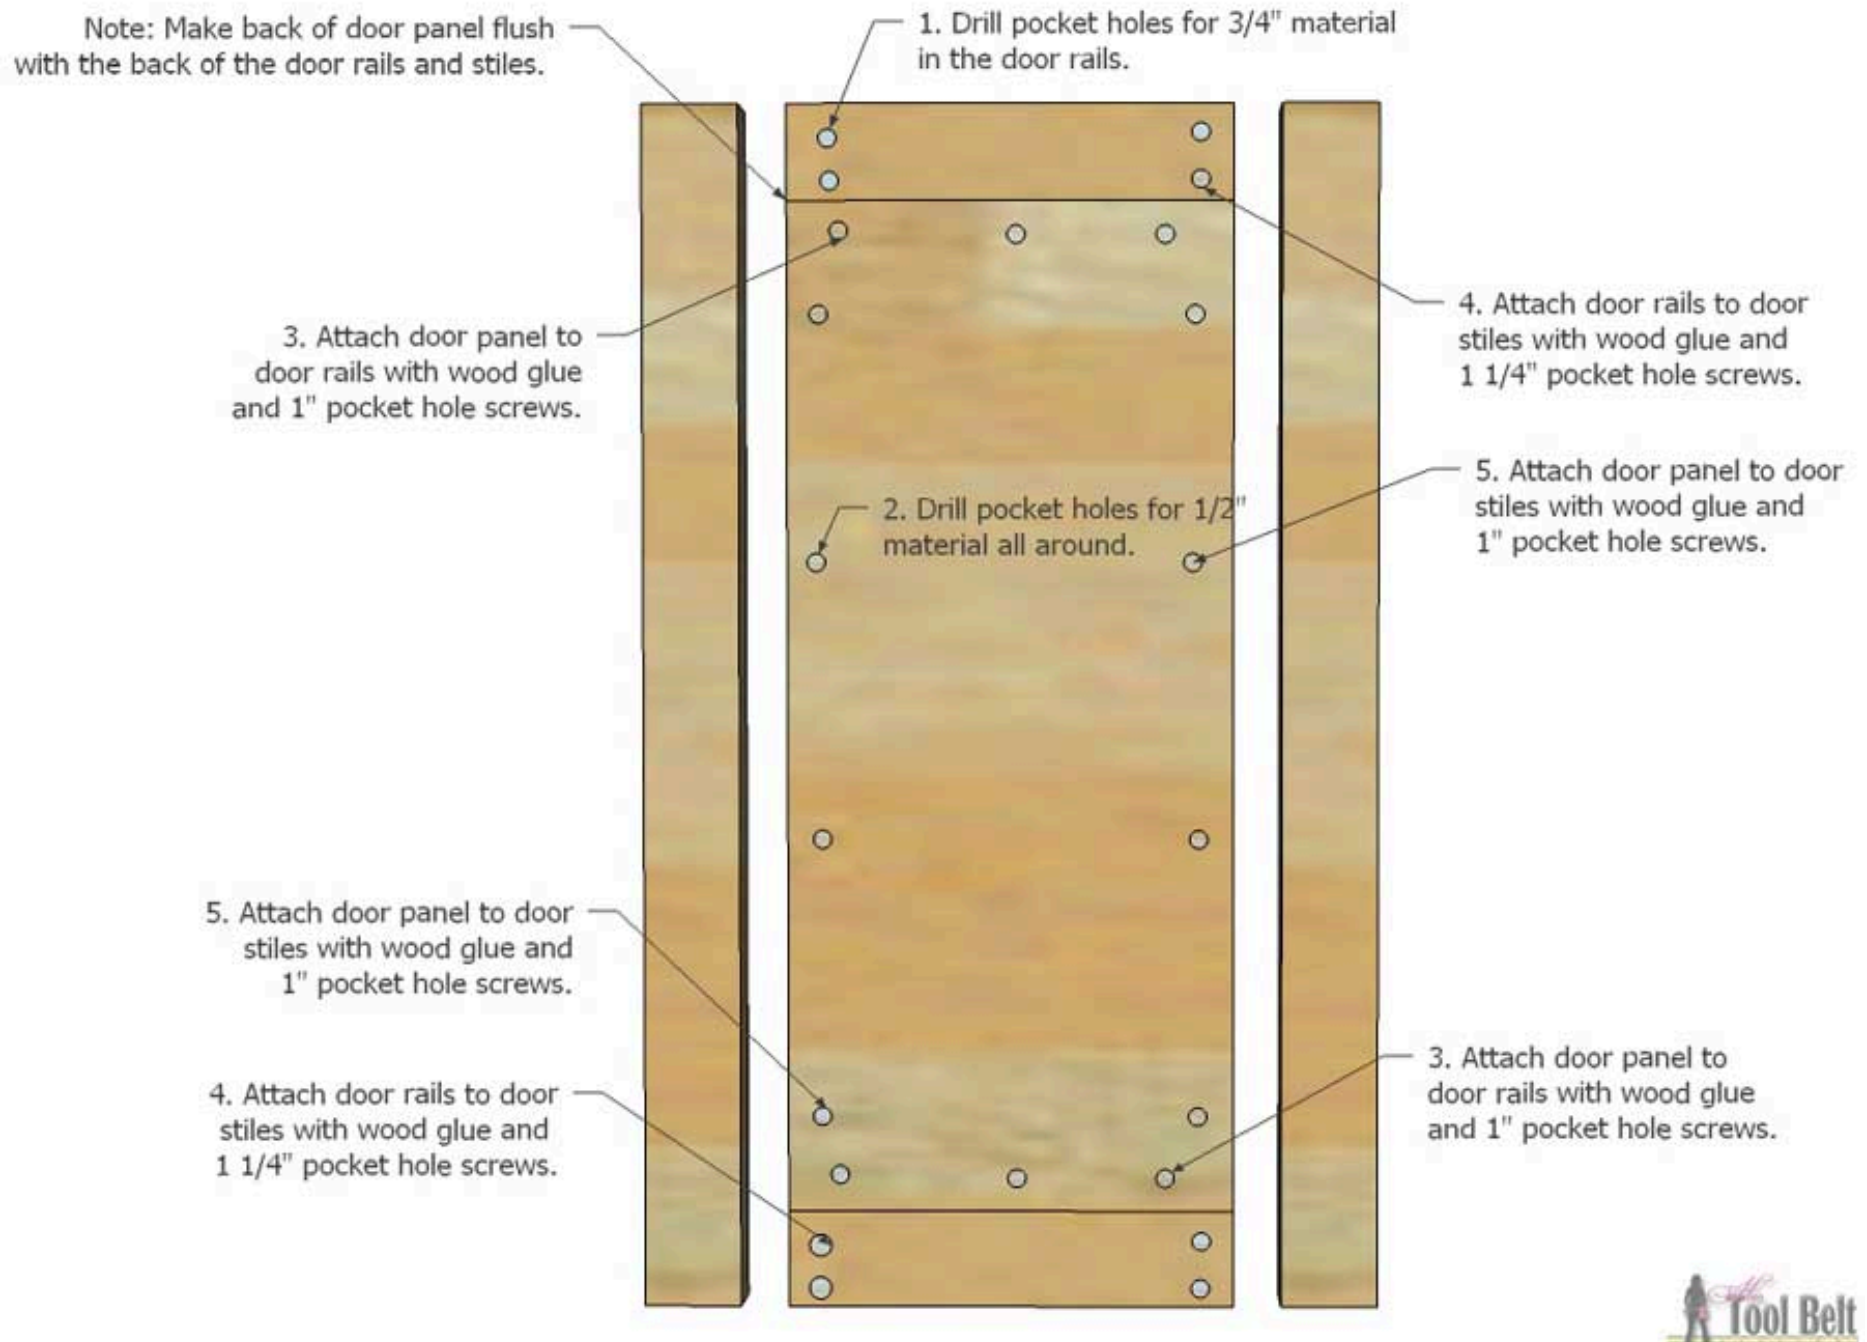 Note: Make back of door panel flush
with the back of the door rails and stiles.
1. Drill pocket holes for 3/4" material
in the door rails.
3. Attach door panel to
door rails with wood glue
and 1" pocket hole screws.
4. Attach door rails to door
stiles with wood glue and
1 1/4" pocket hole screws.
2. Drill pocket holes for 1/2"
material all around.
5. Attach door panel to door
stiles with wood glue and
1" pocket hole screws.
5. Attach door panel to door
stiles with wood glue and
1" pocket hole screws.
4. Attach door rails to door
stiles with wood glue and
1 1/4" pocket hole screws.
3. Attach door panel to
door rails with wood glue
and 1" pocket hole screws.
Tool Belt